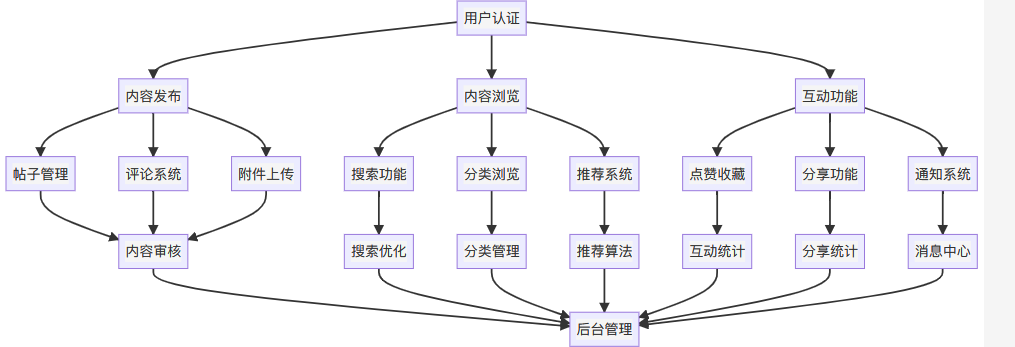 用户认证
内容发布
内容浏览
互动功能
帖子管理
评论系统
附件上传
搜索功能
分类浏览
推荐系统
点赞收藏
分享功能
通知系统
内容审核
搜索优化
分类管理
推荐算法
互动统计
分享统计
消息中心
后台管理